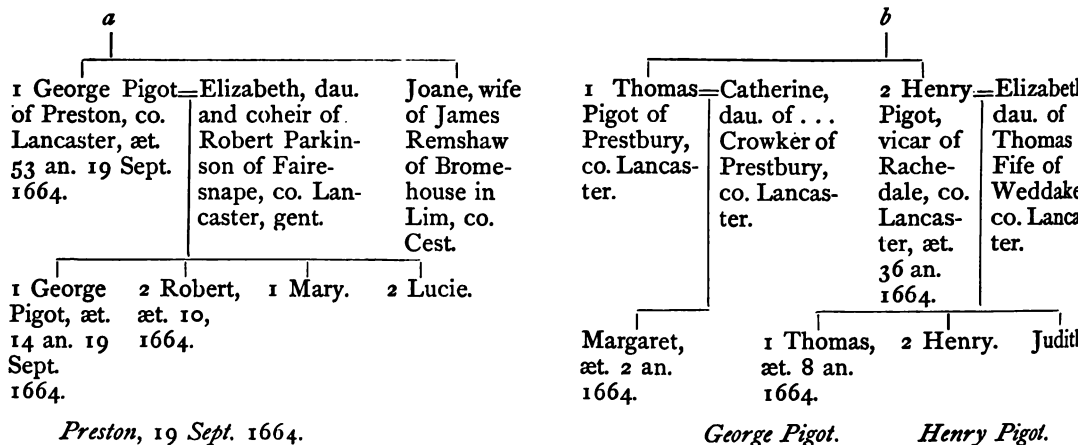 a
1 George Pigot=Elizabeth, dau.
of Preston, co.
Lancaster, æt.
53 an. 19 Sept.
1664.
and coheir of
Robert Parkin-
son of Faire-
snape, co. Lan-
caster, gent.
Joane, wife
of James
Remshaw
of Brome-
house in
Lim, co.
Cest.
1 George
Pigot, æt.
14 an. 19
Sept.
1664.
2 Robert,
æt. 10,
1664.
1 Mary.
2 Lucie.
Preston, 19 Sept. 1664.
b
1 Thomas=Catherine,
Pigot of
Prestbury,
co. Lancas-
ter.
dau. of . . .
Crowker of
Prestbury,
co. Lancas-
ter.
2 Henry=Elizabeth
Pigot,
vicar of
Rache-
dale, co.
Lancas-
ter, æt.
36 an.
1664.
dau. of
Thomas
Fife of
Weddake
co. Lanca
ter.
Margaret,
æt. 2 an.
1664.
1 Thomas,
æt. 8 an.
1664.
2 Henry.
Judith
George Pigot.
Henry Pigot.